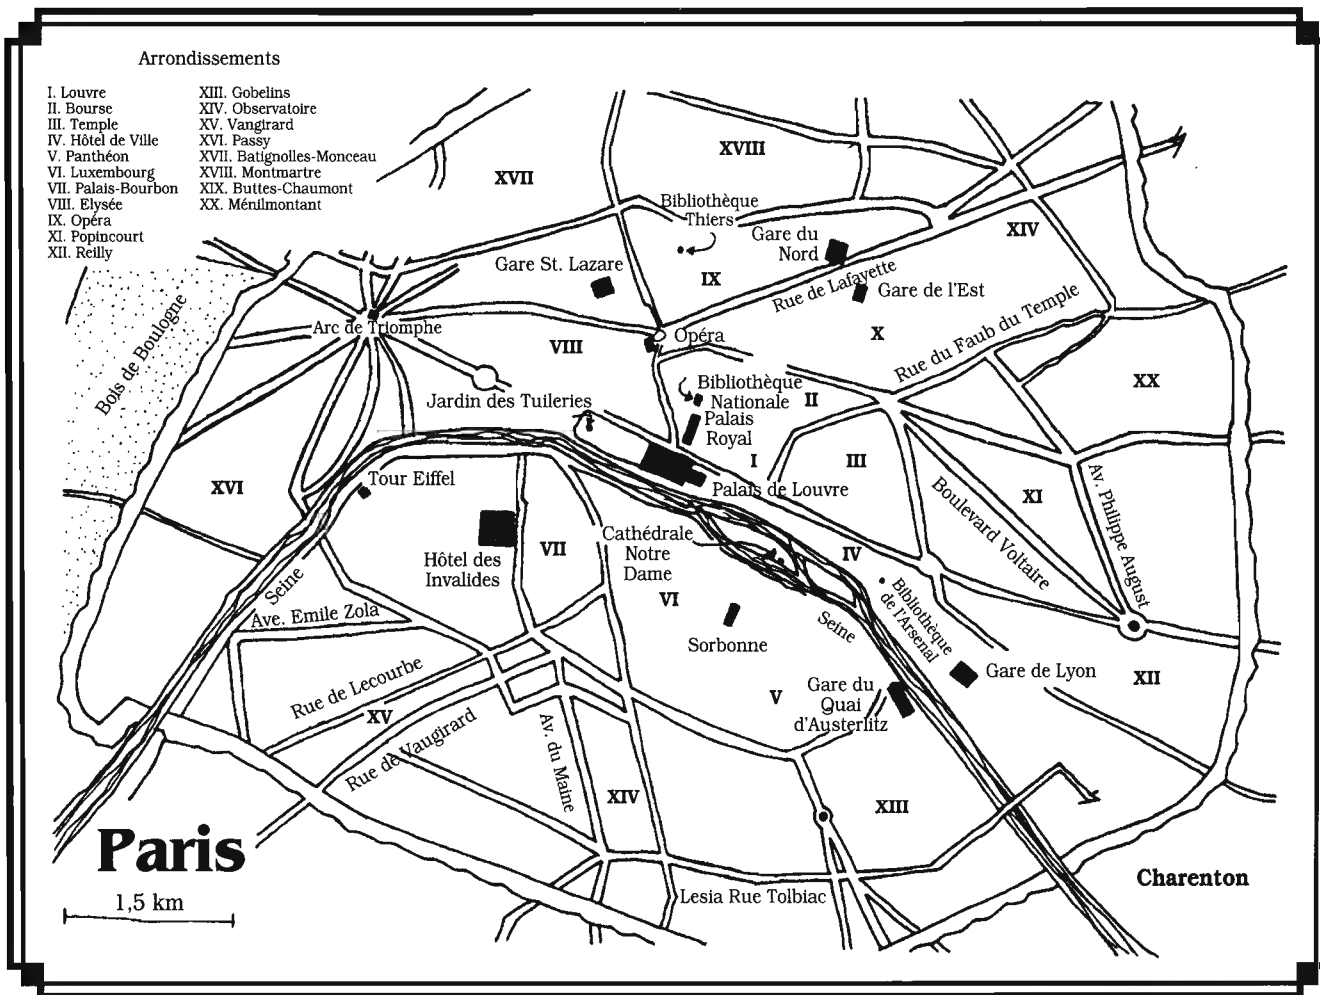 Arrondissements
I. Louvre
II. Bourse
III. Temple
IV. Hôtel de Ville
V. Panthéon
VI. Luxembourg
VII. Palais-Bourbon
VIII. Elysée
IX. Opéra
XI. Popincourt
XII. Reilly
XIII. Gobelins
XIV. Observatoire
XV. Vangirard
XVI. Passy
XVII. Batignolles-Monceau
XVIII. Montmartre
XIX. Buttes-Chaumont
XX. Ménilmontant
XVIII
XVII
Bibliothèque
Thiers
Gare du
Nord
XIV
Gare St. Lazare
IX
Rue de Lafayette
Gare de l'Est
Bois de Boulogne
Arc de Triomphe
VIII
Opéra
X
Rue du Faub du Temple
XX
Bibliothèque
Nationale
II
Jardin des Tuileries
Palais
Royal
I
III
Tour Eiffel
XVI
Palais de Louvre
XI
Boulevard Voltaire
Av. Philippe August
Hôtel des
Invalides
VII
Cathédrale
Notre
Dame
IV
VI
Bibliothèque
de l'Arsenal
Seine
Ave. Emile Zola
Sorbonne
Seine
Gare de Lyon
XII
Rue de Lecourbe
XV
Rue de Vaugirard
V
Gare du
Quai
d'Austerlitz
Av. du Maine
XIV
XIII
Paris
1,5 km
Lesia Rue Tolbiac
Charenton